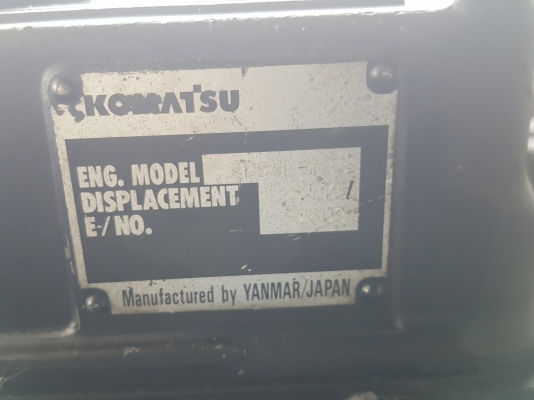 KOMATSU
ENG. MODEL
DISPLACEMENT
E/NO.
Manufactured by YANMAR/JAPAN